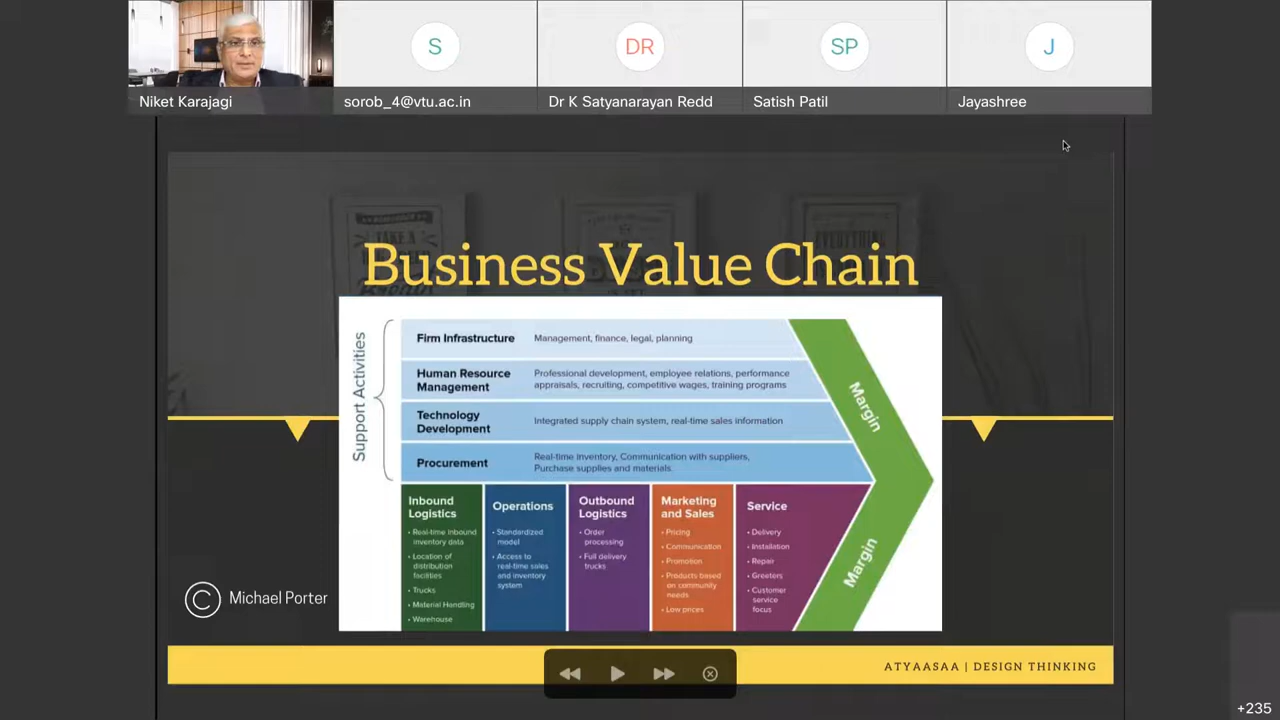 Niket Karajagi
S
sorob_4@vtu.ac.in
DR
Dr K Satyanarayan Redd
SP
Satish Patil
J
Jayashree
TAKE A
EVERYTHING
Business Value Chain
Support Activities
Firm Infrastructure
Management, finance, legal, planning
Human Resource
Management
Professional development, employee relations, performance
appraisals, recruiting, competitive wages, training programs
Technology
Development
Integrated supply chain system, real-time sales information
Procurement
Real-time inventory, Communication with suppliers,
Purchase supplies and materials.
Margin
Inbound
Logistics
• Real-time inbound
inventory data
• Location of
distribution
facilities
• Trucks
• Material Handling
• Warehouse
Operations
• Standardized
model
• Access to
real-time sales
and inventory
system
Outbound
Logistics
• Order
processing
• Full delivery
trucks
Marketing
and Sales
• Pricing
• Communication
• Promotion
• Products based
on community
needs
• Low prices
Service
• Delivery
• Installation
• Repair
• Greeters
• Customer
service
focus
Margin
© Michael Porter
ATYAASAA | DESIGN THINKING
+235